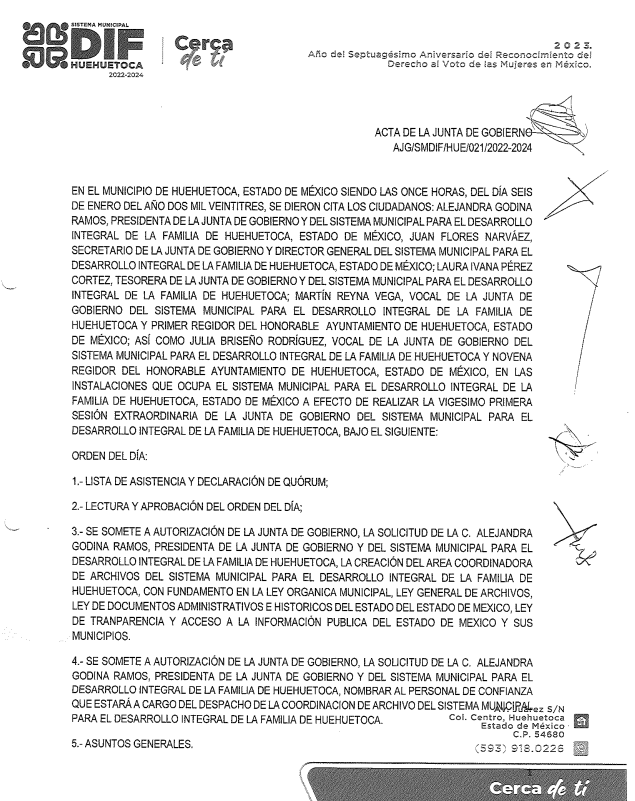 SISTEMA MUNICIPAL
DIF
HUEHUETOCA
2022-2024
Cerca
de ti
2023.
Año del Septuagésimo Aniversario del Reconocimiento del
Derecho al Voto de las Mujeres en México.
ACTA DE LA JUNTA DE GOBIERNO
AJG/SMDIF/HUE/021/2022-2024
EN EL MUNICIPIO DE HUEHUETOCA, ESTADO DE MÉXICO SIENDO LAS ONCE HORAS, DEL DÍA SEIS
DE ENERO DEL AÑO DOS MIL VEINTITRES, SE DIERON CITA LOS CIUDADANOS: ALEJANDRA GODINA
RAMOS, PRESIDENTA DE LA JUNTA DE GOBIERNO Y DEL SISTEMA MUNICIPAL PARA EL DESARROLLO
INTEGRAL DE LA FAMILIA DE HUEHUETOCA, ESTADO DE MÉXICO, JUAN FLORES NARVÁEZ,
SECRETARIO DE LA JUNTA DE GOBIERNO Y DIRECTOR GENERAL DEL SISTEMA MUNICIPAL PARA EL
DESARROLLO INTEGRAL DE LA FAMILIA DE HUEHUETOCA, ESTADO DE MÉXICO; LAURA IVANA PÉREZ
CORTEZ, TESORERA DE LA JUNTA DE GOBIERNO Y DEL SISTEMA MUNICIPAL PARA EL DESARROLLO
INTEGRAL DE LA FAMILIA DE HUEHUETOCA; MARTÍN REYNA VEGA, VOCAL DE LA JUNTA DE
GOBIERNO DEL SISTEMA MUNICIPAL PARA EL DESARROLLO INTEGRAL DE LA FAMILIA DE
HUEHUETOCA Y PRIMER REGIDOR DEL HONORABLE AYUNTAMIENTO DE HUEHUETOCA, ESTADO
DE MÉXICO; ASÍ COMO JULIA BRISEÑO RODRÍGUEZ, VOCAL DE LA JUNTA DE GOBIERNO DEL
SISTEMA MUNICIPAL PARA EL DESARROLLO INTEGRAL DE LA FAMILIA DE HUEHUETOCA Y NOVENA
REGIDOR DEL HONORABLE AYUNTAMIENTO DE HUEHUETOCA, ESTADO DE MÉXICO, EN LAS
INSTALACIONES QUE OCUPA EL SISTEMA MUNICIPAL PARA EL DESARROLLO INTEGRAL DE LA
FAMILIA DE HUEHUETOCA, ESTADO DE MÉXICO A EFECTO DE REALIZAR LA VIGESIMO PRIMERA
SESIÓN EXTRAORDINARIA DE LA JUNTA DE GOBIERNO DEL SISTEMA MUNICIPAL PARA EL
DESARROLLO INTEGRAL DE LA FAMILIA DE HUEHUETOCA, BAJO EL SIGUIENTE:
ORDEN DEL DÍA:
1.- LISTA DE ASISTENCIA Y DECLARACIÓN DE QUÓRUM;
2.- LECTURA Y APROBACIÓN DEL ORDEN DEL DÍA;
3.- SE SOMETE A AUTORIZACIÓN DE LA JUNTA DE GOBIERNO, LA SOLICITUD DE LA C. ALEJANDRA
GODINA RAMOS, PRESIDENTA DE LA JUNTA DE GOBIERNO Y DEL SISTEMA MUNICIPAL PARA EL
DESARROLLO INTEGRAL DE LA FAMILIA DE HUEHUETOCA, LA CREACIÓN DEL AREA COORDINADORA
DE ARCHIVOS DEL SISTEMA MUNICIPAL PARA EL DESARROLLO INTEGRAL DE LA FAMILIA DE
HUEHUETOCA, CON FUNDAMENTO EN LA LEY ORGANICA MUNICIPAL, LEY GENERAL DE ARCHIVOS,
LEY DE DOCUMENTOS ADMINISTRATIVOS E HISTORICOS DEL ESTADO DEL ESTADO DE MEXICO, LEY
DE TRANPARENCIA Y ACCESO A LA INFORMACIÓN PUBLICA DEL ESTADO DE MEXICO Y SUS
MUNICIPIOS.
4.- SE SOMETE A AUTORIZACIÓN DE LA JUNTA DE GOBIERNO, LA SOLICITUD DE LA C. ALEJANDRA
GODINA RAMOS, PRESIDENTA DE LA JUNTA DE GOBIERNO Y DEL SISTEMA MUNICIPAL PARA EL
DESARROLLO INTEGRAL DE LA FAMILIA DE HUEHUETOCA, NOMBRAR AL PERSONAL DE CONFIANZA
QUE ESTARÁ A CARGO DEL DESPACHO DE LA COORDINACION DE ARCHIVO DEL SISTEMA MUNICIPAL
PARA EL DESARROLLO INTEGRAL DE LA FAMILIA DE HUEHUETOCA.
5.- ASUNTOS GENERALES.
Av. Juárez S/N
Col. Centro, Huehuetoca
Estado de México
C.P. 54680
(593) 918.0226
1
Cerca de ti